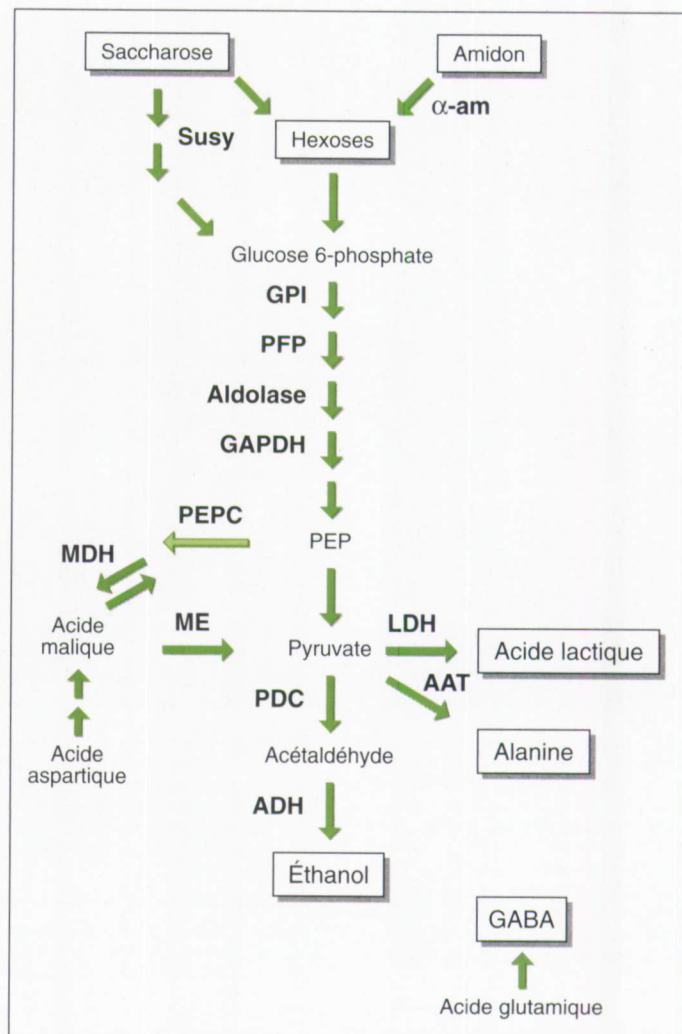 Saccharose
Amidon
α-am
Susy
Hexoses
Glucose 6-phosphate
GPI
PFP
Aldolase
GAPDH
PEPC
PEP
MDH
Acide
malique
ME
Pyruvate
LDH
Acide lactique
AAT
PDC
Alanine
Acide
aspartique
Acétaldéhyde
ADH
Éthanol
GABA
Acide glutamique